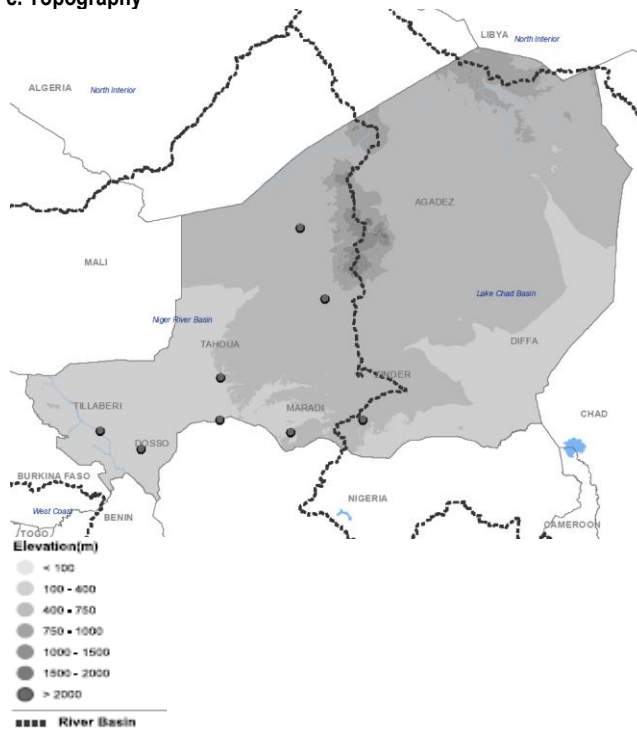 c. Topography
LIBYA
North Interior
ALGERIA
North Interior
AGADEZ
MALI
Lake Chad Basin
Niger River Basin
TAHOUA
DIFFA
ZINDER
TILLABERI
MARADI
DOSSO
CHAD
BURKINA FASO
NIGERIA
West Coast
BENIN
TOGO
CAMEROON
Elevation(m)
< 100
100 - 400
400 - 750
750 - 1000
1000 - 1500
1500 - 2000
> 2000
River Basin